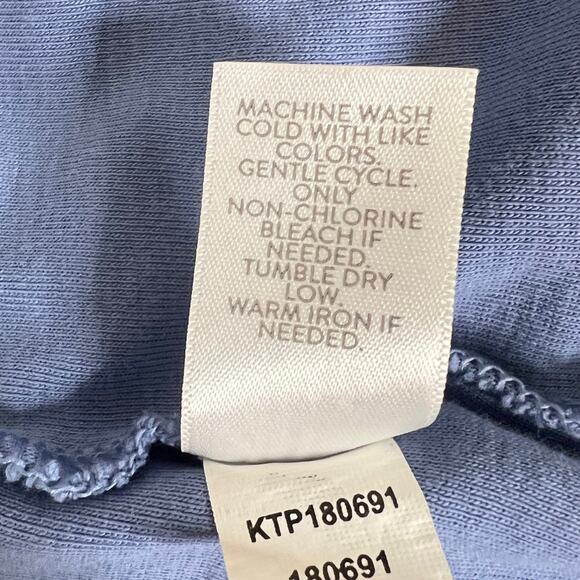 MACHINE WASH
COLD WITH LIKE
COLORS.
GENTLE CYCLE.
ONLY
NON-CHLORINE
BLEACH IF
NEEDED.
TUMBLE DRY
LOW.
WARM IRON IF
NEEDED.
KTP180691
180691